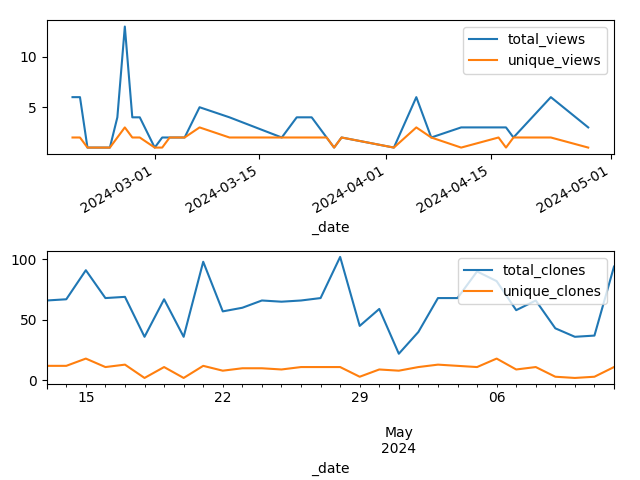 total_views
unique_views
10
5
2024-03-01
2024-03-15
2024-04-01
2024-04-15
2024-05-01
_date
total_clones
unique_clones
100
50
0
15
22
29
06
May
2024
_date